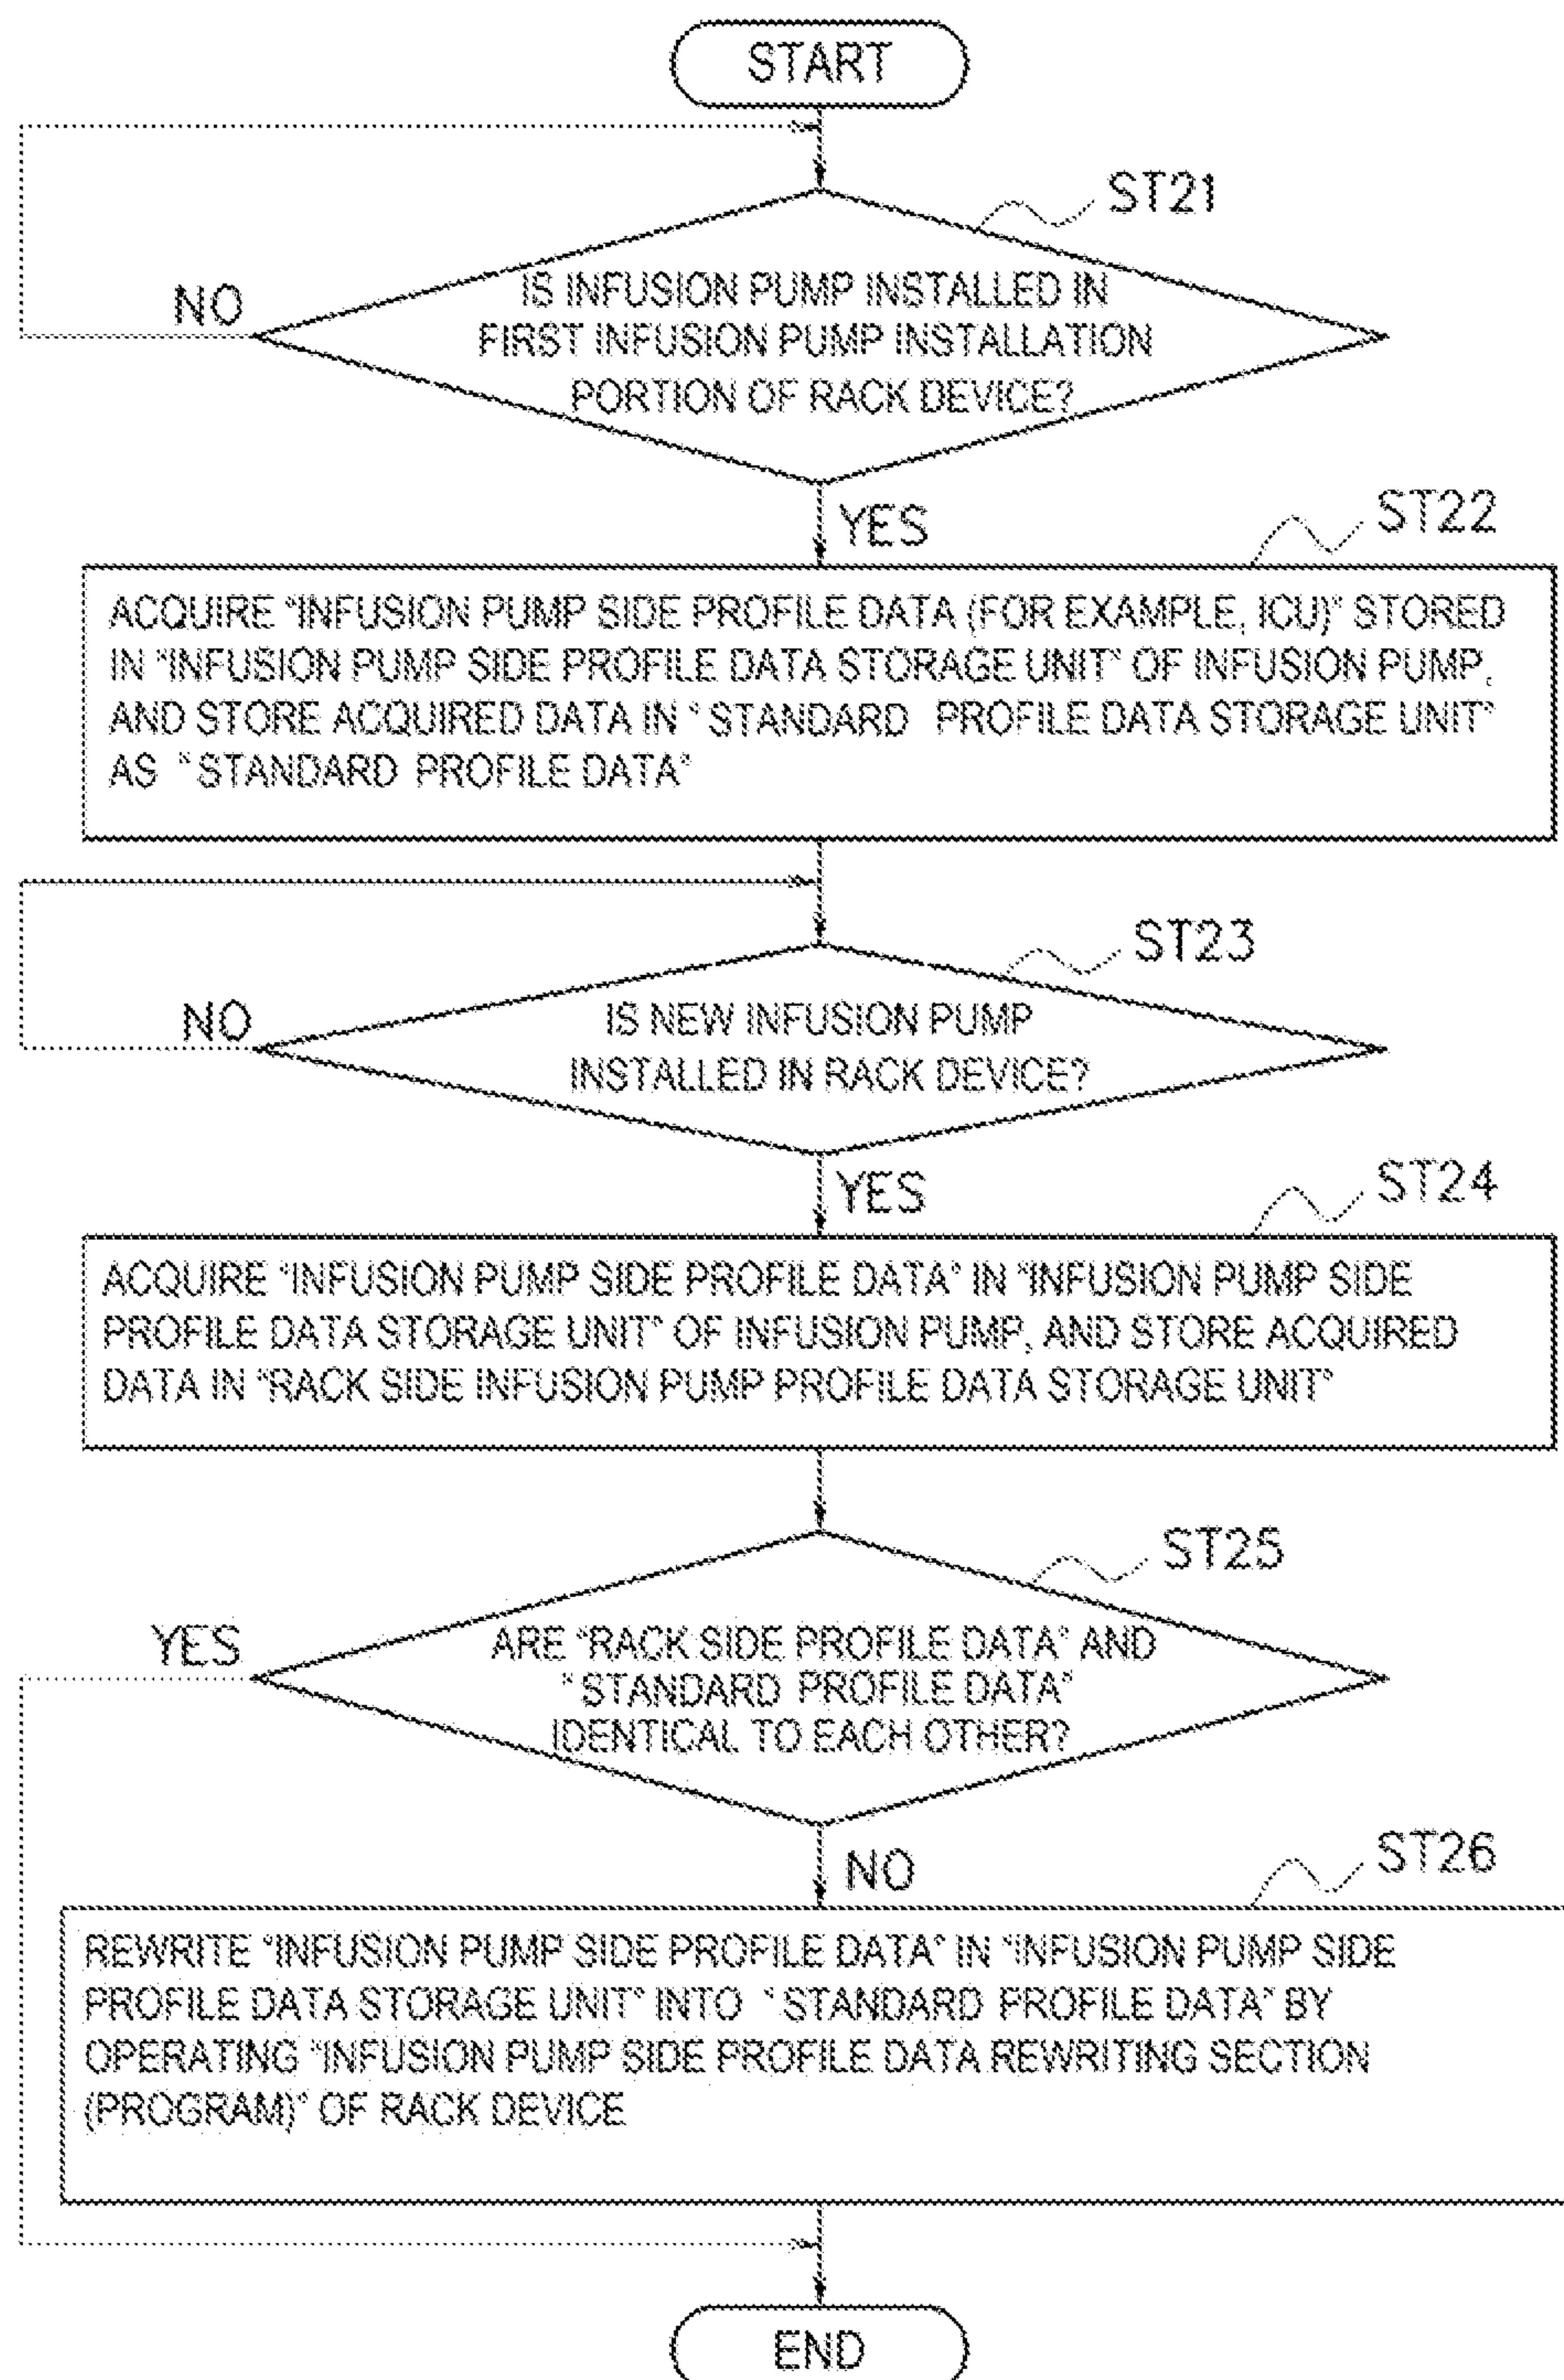 START
ST21
IS INFUSION PUMP INSTALLED IN
FIRST INFUSION PUMP INSTALLATION
PORTION OF RACK DEVICE?
NO
YES
ST22
ACQUIRE "INFUSION PUMP SIDE PROFILE DATA (FOR EXAMPLE, ICU)" STORED
IN "INFUSION PUMP SIDE PROFILE DATA STORAGE UNIT" OF INFUSION PUMP,
AND STORE ACQUIRED DATA IN "STANDARD PROFILE DATA STORAGE UNIT"
AS "STANDARD PROFILE DATA"
ST23
IS NEW INFUSION PUMP
INSTALLED IN RACK DEVICE?
NO
YES
ST24
ACQUIRE "INFUSION PUMP SIDE PROFILE DATA" IN "INFUSION PUMP SIDE
PROFILE DATA STORAGE UNIT" OF INFUSION PUMP, AND STORE ACQUIRED
DATA IN "RACK SIDE INFUSION PUMP PROFILE DATA STORAGE UNIT"
ST25
ARE "RACK SIDE PROFILE DATA" AND
"STANDARD PROFILE DATA"
IDENTICAL TO EACH OTHER?
YES
NO
ST26
REWRITE "INFUSION PUMP SIDE PROFILE DATA" IN "INFUSION PUMP SIDE
PROFILE DATA STORAGE UNIT" INTO "STANDARD PROFILE DATA" BY
OPERATING "INFUSION PUMP SIDE PROFILE DATA REWRITING SECTION
(PROGRAM)" OF RACK DEVICE
END